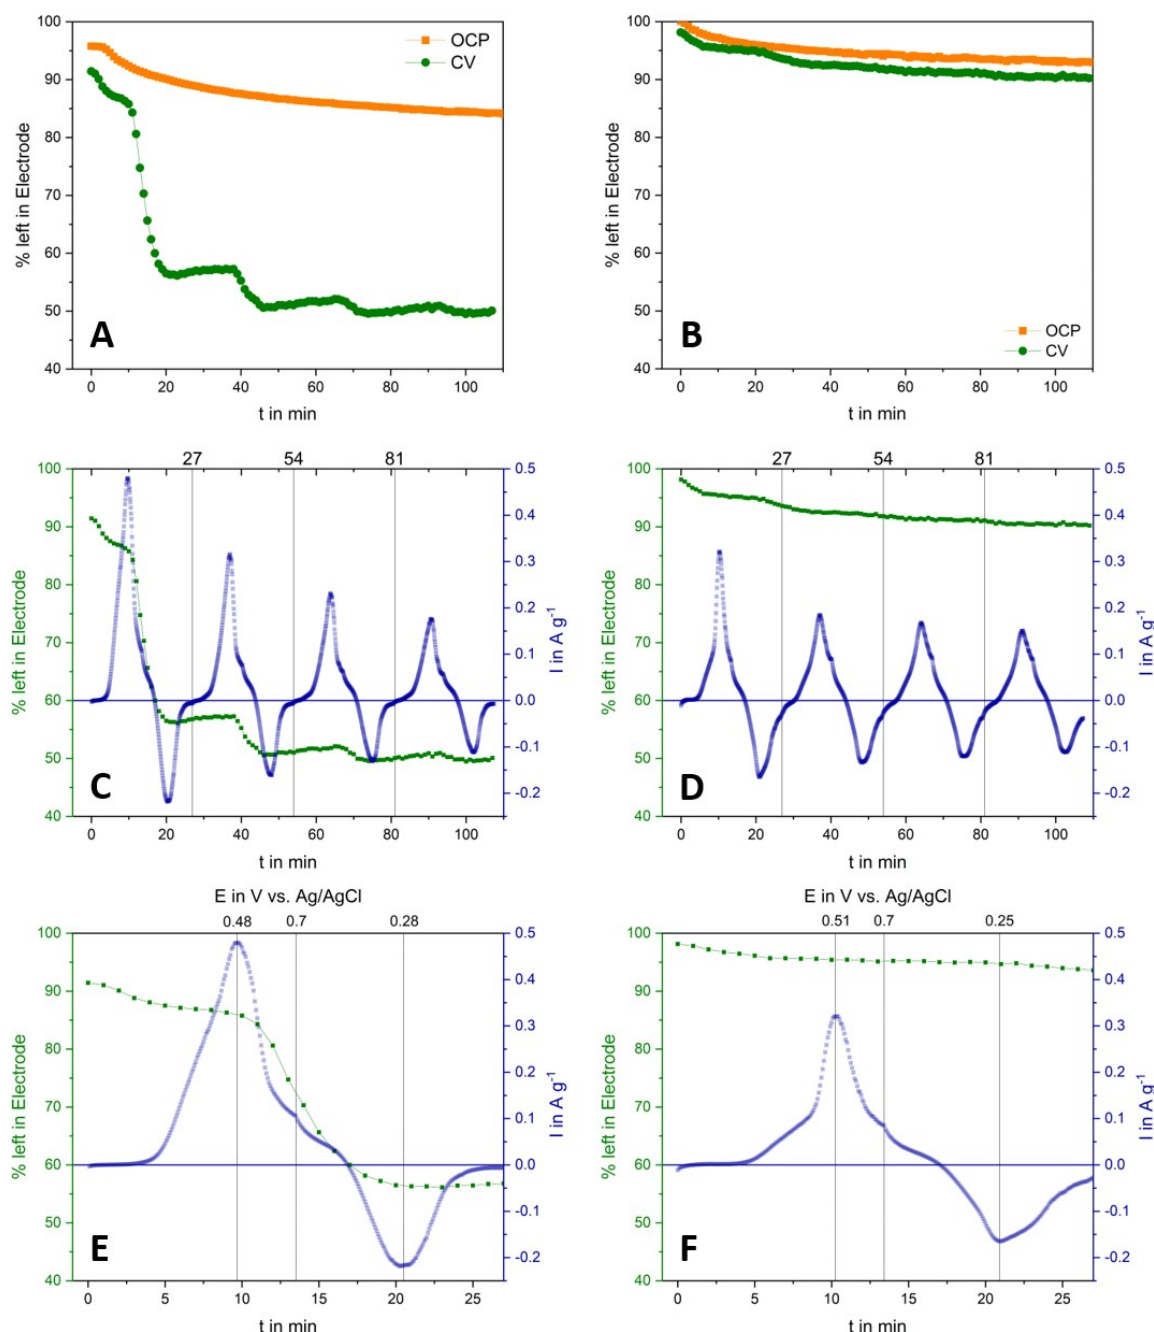 100
90
80
70
60
50
40
% left in Electrode
OCP
CV
A
0 20 40 60 80 100
t in min
100
90
80
70
60
50
40
% left in Electrode
B
OCP
CV
0 20 40 60 80 100
t in min
27 54 81
100
90
80
70
60
50
40
% left in Electrode
0.5
0.4
0.3
0.2
0.1
0.0
-0.1
-0.2
I in A g⁻¹
C
0 20 40 60 80 100
t in min
27 54 81
100
90
80
70
60
50
40
% left in Electrode
0.5
0.4
0.3
0.2
0.1
0.0
-0.1
-0.2
I in A g⁻¹
D
0 20 40 60 80 100
t in min
E in V vs. Ag/AgCl
0.48 0.7 0.28
100
90
80
70
60
50
40
% left in Electrode
0.5
0.4
0.3
0.2
0.1
0.0
-0.1
-0.2
I in A g⁻¹
E
0 5 10 15 20 25
t in min
E in V vs. Ag/AgCl
0.51 0.7 0.25
100
90
80
70
60
50
40
% left in Electrode
0.5
0.4
0.3
0.2
0.1
0.0
-0.1
-0.2
I in A g⁻¹
F
0 5 10 15 20 25
t in min